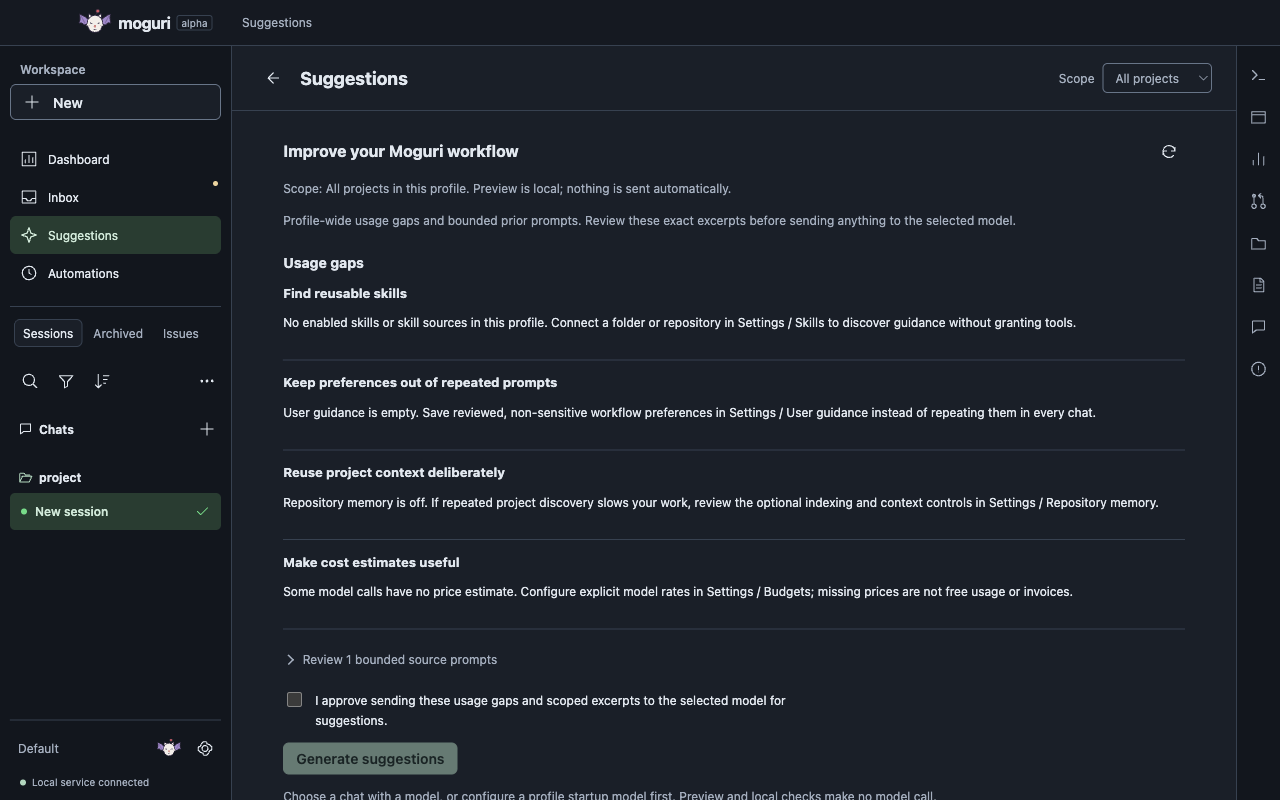 moguri
alpha
Suggestions
Workspace
New
Dashboard
Inbox
Suggestions
Automations
Sessions
Archived
Issues
Chats
project
New session
Default
Local service connected
Suggestions
Scope
All projects
Improve your Moguri workflow
Scope: All projects in this profile. Preview is local; nothing is sent automatically.
Profile-wide usage gaps and bounded prior prompts. Review these exact excerpts before sending anything to the selected model.
Usage gaps
Find reusable skills
No enabled skills or skill sources in this profile. Connect a folder or repository in Settings / Skills to discover guidance without granting tools.
Keep preferences out of repeated prompts
User guidance is empty. Save reviewed, non-sensitive workflow preferences in Settings / User guidance instead of repeating them in every chat.
Reuse project context deliberately
Repository memory is off. If repeated project discovery slows your work, review the optional indexing and context controls in Settings / Repository memory.
Make cost estimates useful
Some model calls have no price estimate. Configure explicit model rates in Settings / Budgets; missing prices are not free usage or invoices.
Review 1 bounded source prompts
I approve sending these usage gaps and scoped excerpts to the selected model for
suggestions.
Generate suggestions
Choose a chat with a model, or configure a profile startup model first. Preview and local checks make no model call.